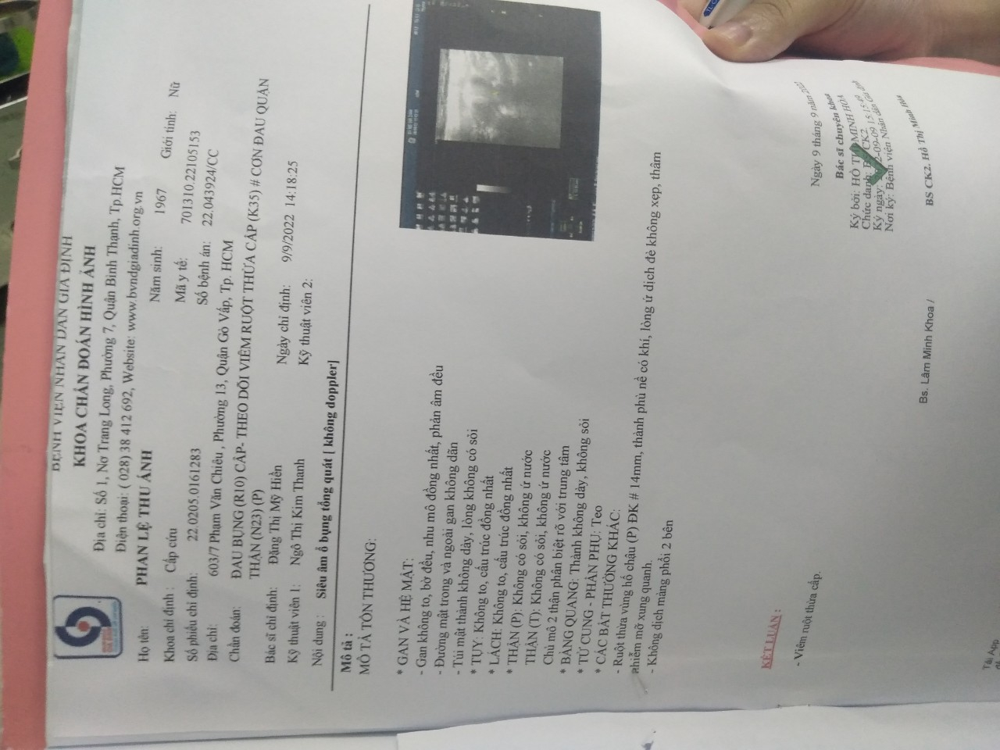 BỆNH VIỆN NHÂN DÂN GIA ĐỊNH
KHOA CHẨN ĐOÁN HÌNH ẢNH
Địa chỉ: Số 1, Nơ Trang Long, Phường 7, Quận Bình Thạnh, Tp.HCM
Điện thoại: ( 028) 38 412 692, Website: www.bvndgiadinh.org.vn
Họ tên: PHAN LỆ THU ÁNH Năm sinh: 1967 Giới tính: Nữ
Khoa chỉ định : Cấp cứu Mã y tế: 701310.22105153
Số phiếu chỉ định: 22.0205.0161283 Số bệnh án: 22.043924/CC
Địa chỉ: 603/7 Phạm Văn Chiêu , Phường 13, Quận Gò Vấp, Tp. HCM
Chẩn đoán: ĐAU BỤNG (R10) CẤP- THEO DÕI VIÊM RUỘT THỪA CẤP (K35) # CƠN ĐAU QUẶN
THẬN (N23) (P)
Bác sĩ chỉ định: Đặng Thị Mỹ Hiền Ngày chỉ định: 9/9/2022 14:18:25
Kỹ thuật viên 1: Ngô Thị Kim Thanh Kỹ thuật viên 2:
Nội dung : Siêu âm ổ bụng tổng quát [ không doppler]
Mô tả :
MÔ TẢ TỔN THƯƠNG:
* GAN VÀ HỆ MẬT:
- Gan không to, bờ đều, nhu mô đồng nhất, phản âm đều
- Đường mật trong và ngoài gan không dãn
- Túi mật thành không dày, lòng không có sỏi
* TỤY: Không to, cấu trúc đồng nhất
* LÁCH: Không to, cấu trúc đồng nhất
* THẬN (P): Không có sỏi, không ứ nước
THẬN (T): Không có sỏi, không ứ nước
Chủ mô 2 thận phân biệt rõ với trung tâm
* BÀNG QUANG: Thành không dày, không sỏi
* TỬ CUNG - PHẦN PHỤ: Teo
* CÁC BẤT THƯỜNG KHÁC:
- Ruột thừa vùng hố chậu (P) ĐK # 14mm, thành phù nề có khí, lòng ứ dịch đè không xẹp, thâm
nhiễm mỡ xung quanh.
- Không dịch màng phổi 2 bên
KẾT LUẬN :
- Viêm ruột thừa cấp.
Ngày 9 tháng 9 năm
Bác sĩ chuyên khoa
Ký bởi: HỒ THỊ MINH HÒA
Chức danh: CK2.
Ký ngày: 09-09 15:15:49
Nơi ký: Bệnh viện Nhân dân Gia Định
Bs. Lâm Minh Khoa /
BS CK2. Hồ Thị Minh Hòa
Tải App